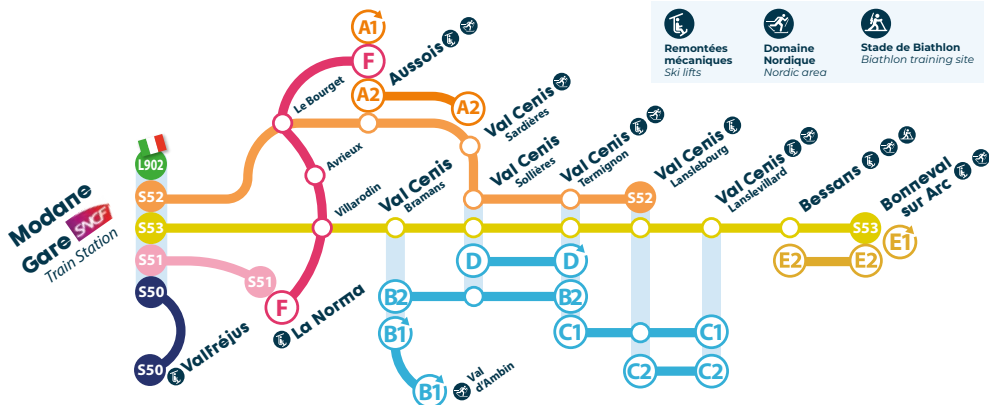 A1
F
Aussois
Le Bourget
A2
A2
Val Cenis
Sardières
Remontées
mécaniques
Ski lifts
Domaine
Nordique
Nordic area
Stade de Biathlon
Biathlon training site
L902
Avrieux
Villarodin
Val Cenis
Bramans
Val Cenis
Sollières
Val Cenis
Termignon
Val Cenis
Lanslebourg
Val Cenis
Lanslevillard
Bessans
Bonneval
sur Arc
Modane
Gare SNCF
Train Station
S52
S52
S53
S53
E1
S51
S51
D
D
E2
E2
S50
F
La Norma
B2
B2
B1
C1
C1
Valfréjus
S50
C2
C2
B1
Val
d'Ambin